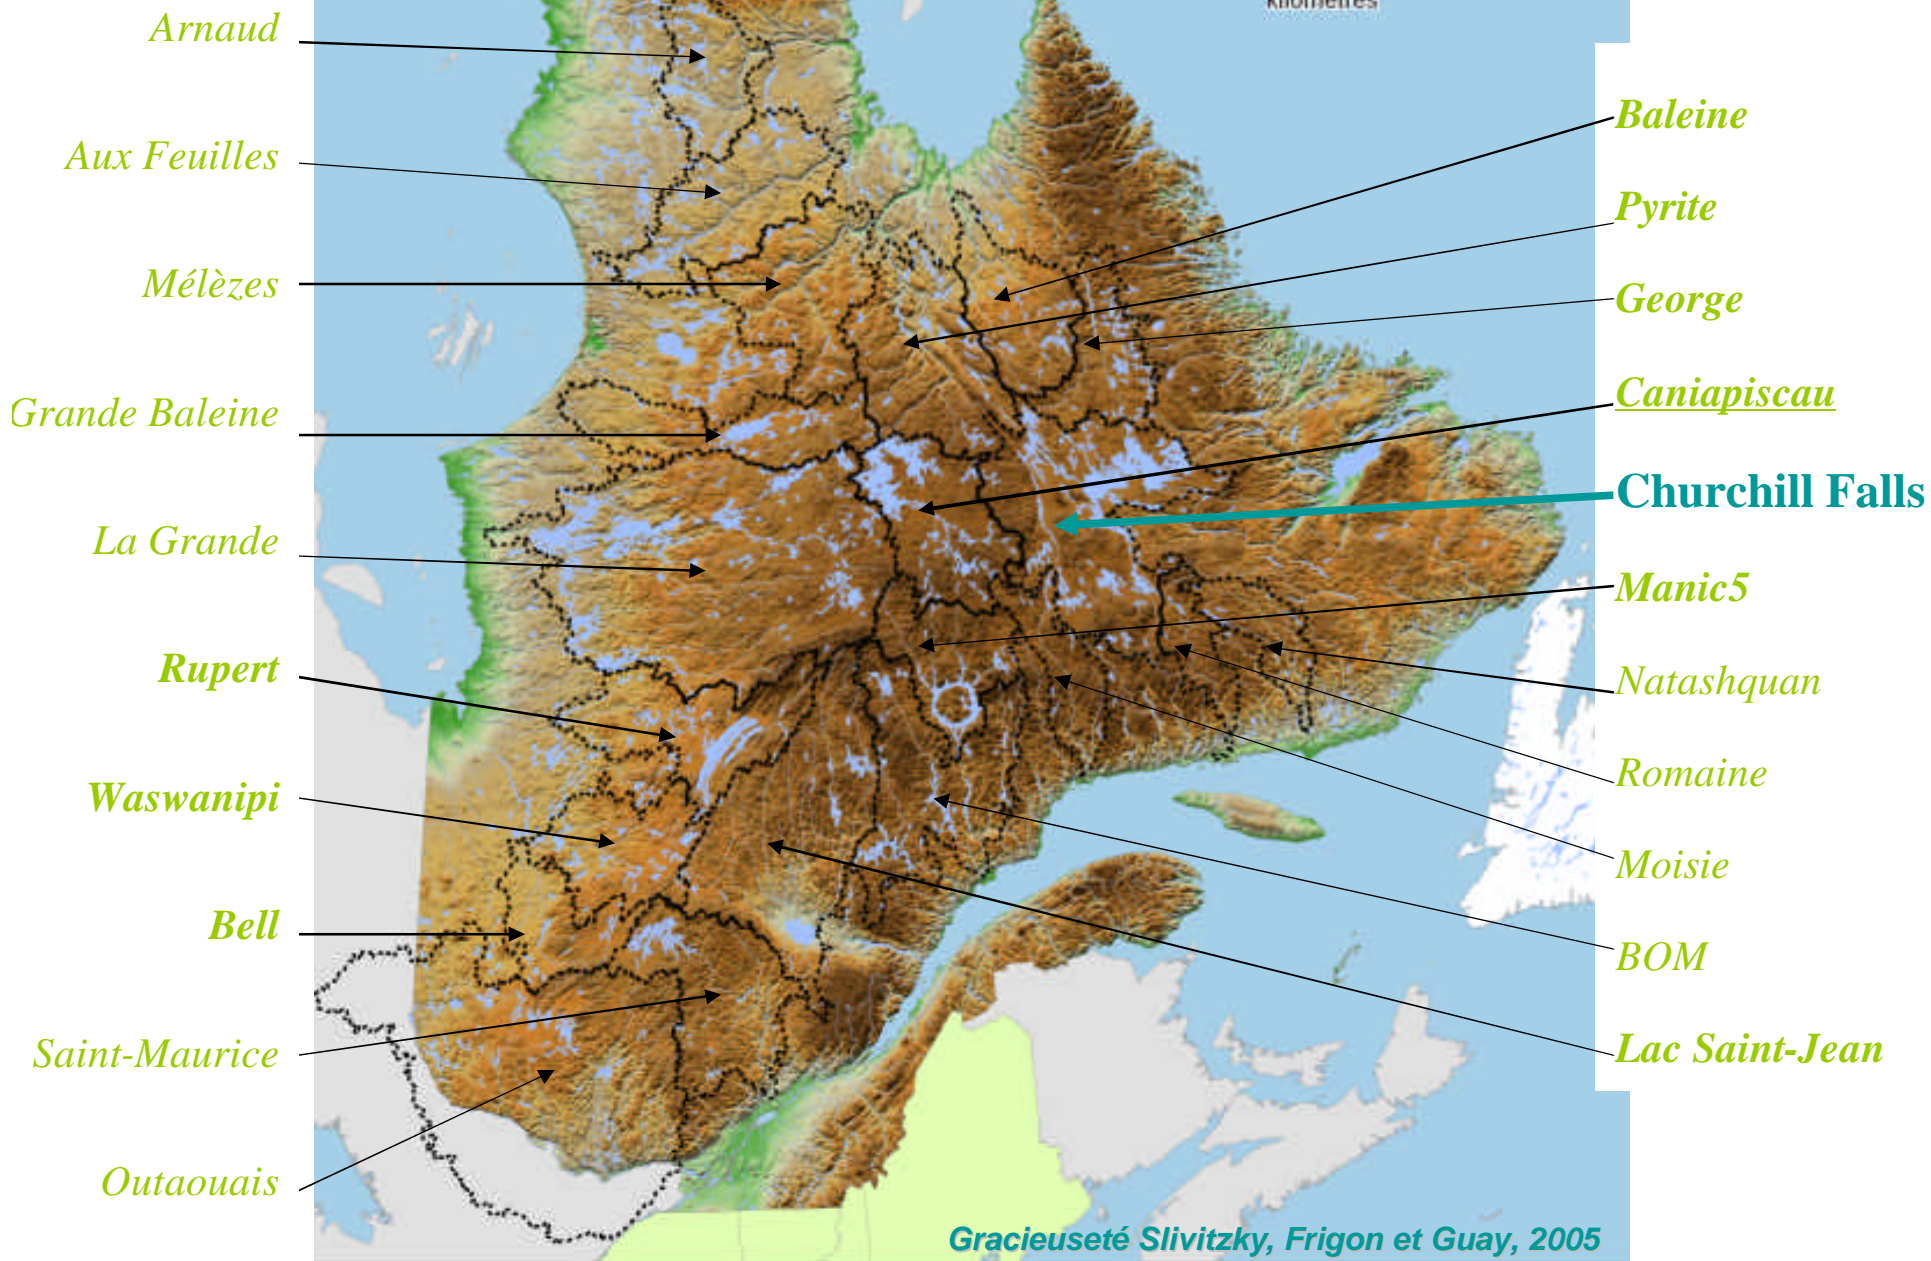 kilomètres
Arnaud
Aux Feuilles
Mélèzes
Grande Baleine
La Grande
Rupert
Waswanipi
Bell
Saint-Maurice
Outaouais
Baleine
Pyrite
George
Caniapiscau
Churchill Falls
Manic5
Natashquan
Romaine
Moisie
BOM
Lac Saint-Jean
Gracieuseté Slivitzky, Frigon et Guay, 2005